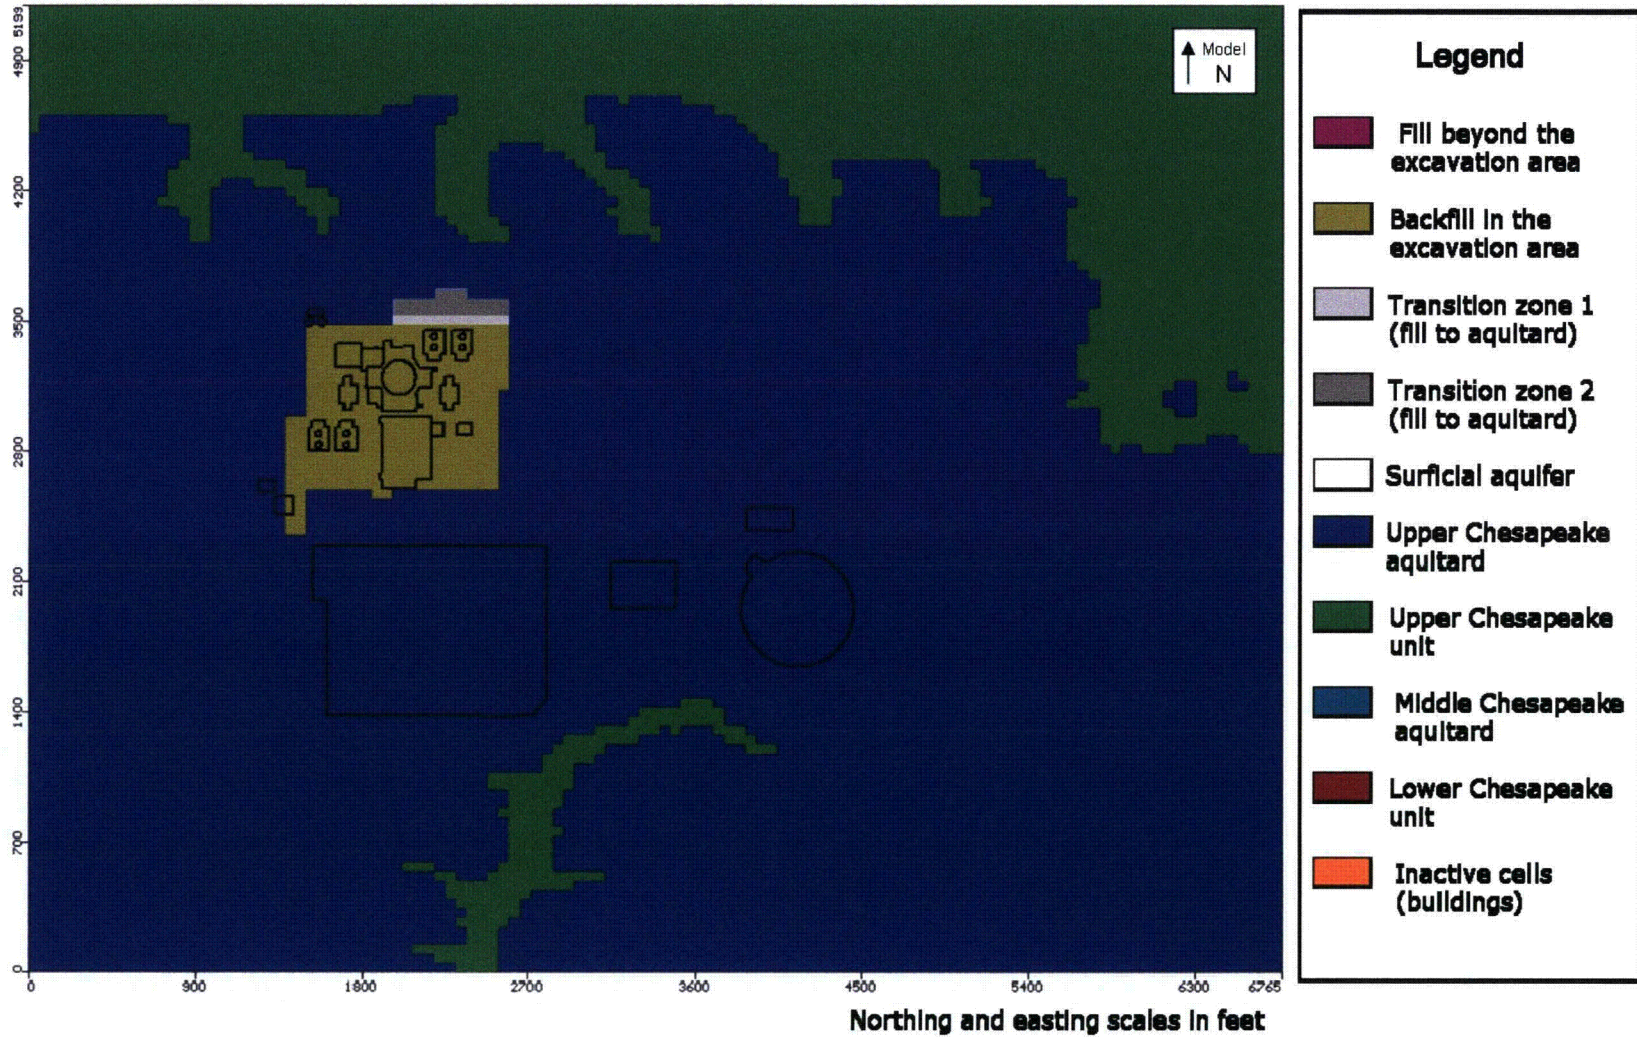 5199
4900
4200
3500
2800
2100
1400
700
0
0 900 1800 2700 3600 4500 5400 6300 6765
Northing and easting scales in feet
Model
N
Legend
Fill beyond the
excavation area
Backfill in the
excavation area
Transition zone 1
(fill to aquitard)
Transition zone 2
(fill to aquitard)
Surficial aquifer
Upper Chesapeake
aquitard
Upper Chesapeake
unit
Middle Chesapeake
aquitard
Lower Chesapeake
unit
Inactive cells
(buildings)